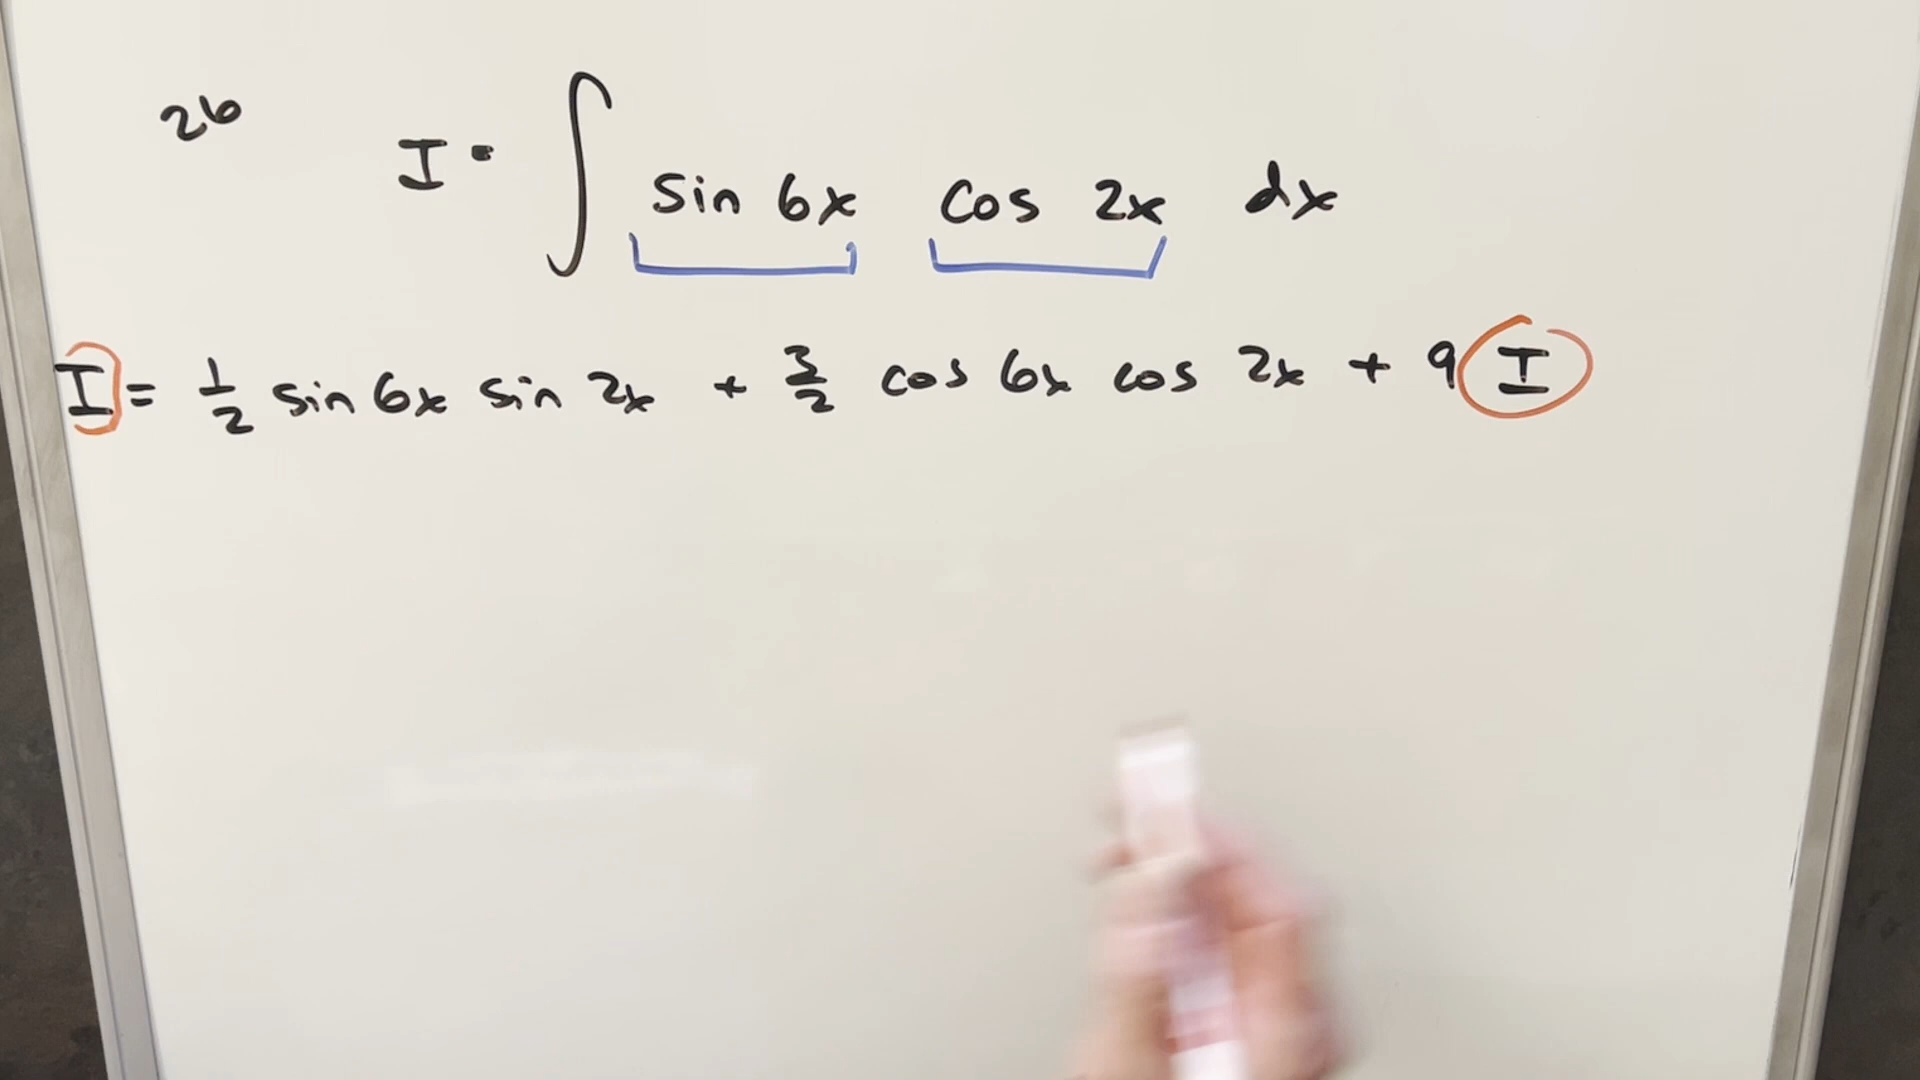 26
I = ∫ sin 6x cos 2x dx
I = 1/2 sin 6x sin 2x + 3/2 cos 6x cos 2x + 9 I